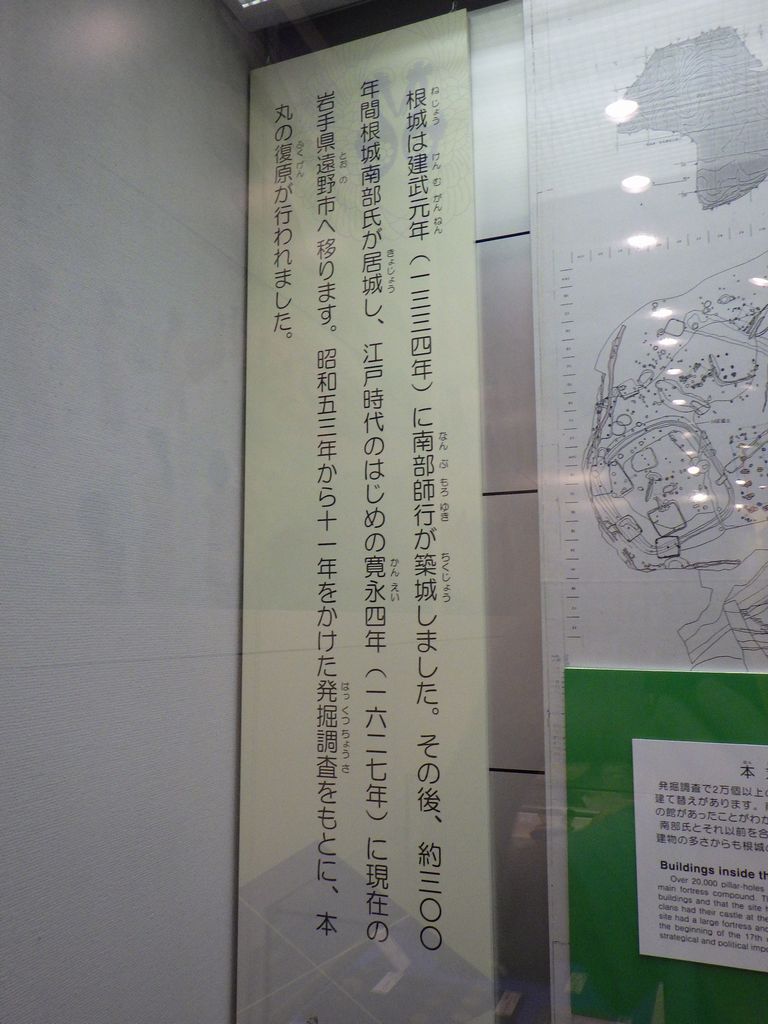 根城は建武元年（一三三四年）に南部師行が築城しました。その後、約三〇〇
年間根城南部氏が居城し、江戸時代のはじめの寛永四年（一六二七年）に現在の
岩手県遠野市へ移ります。昭和五三年から十一年をかけた発掘調査をもとに、本
丸の復原が行われました。
本
発掘調査で2万個以上
建て替えがあります。
の館があったことがわか
南部氏とそれ以前を合
建物の多さからも根城
Buildings inside th
Over 20,000 pillar-holes
main fortress compound. T
buildings and that the site
clans had their castle at the
site had a large fortress and
the beginning of the 17th
strategical and political impo